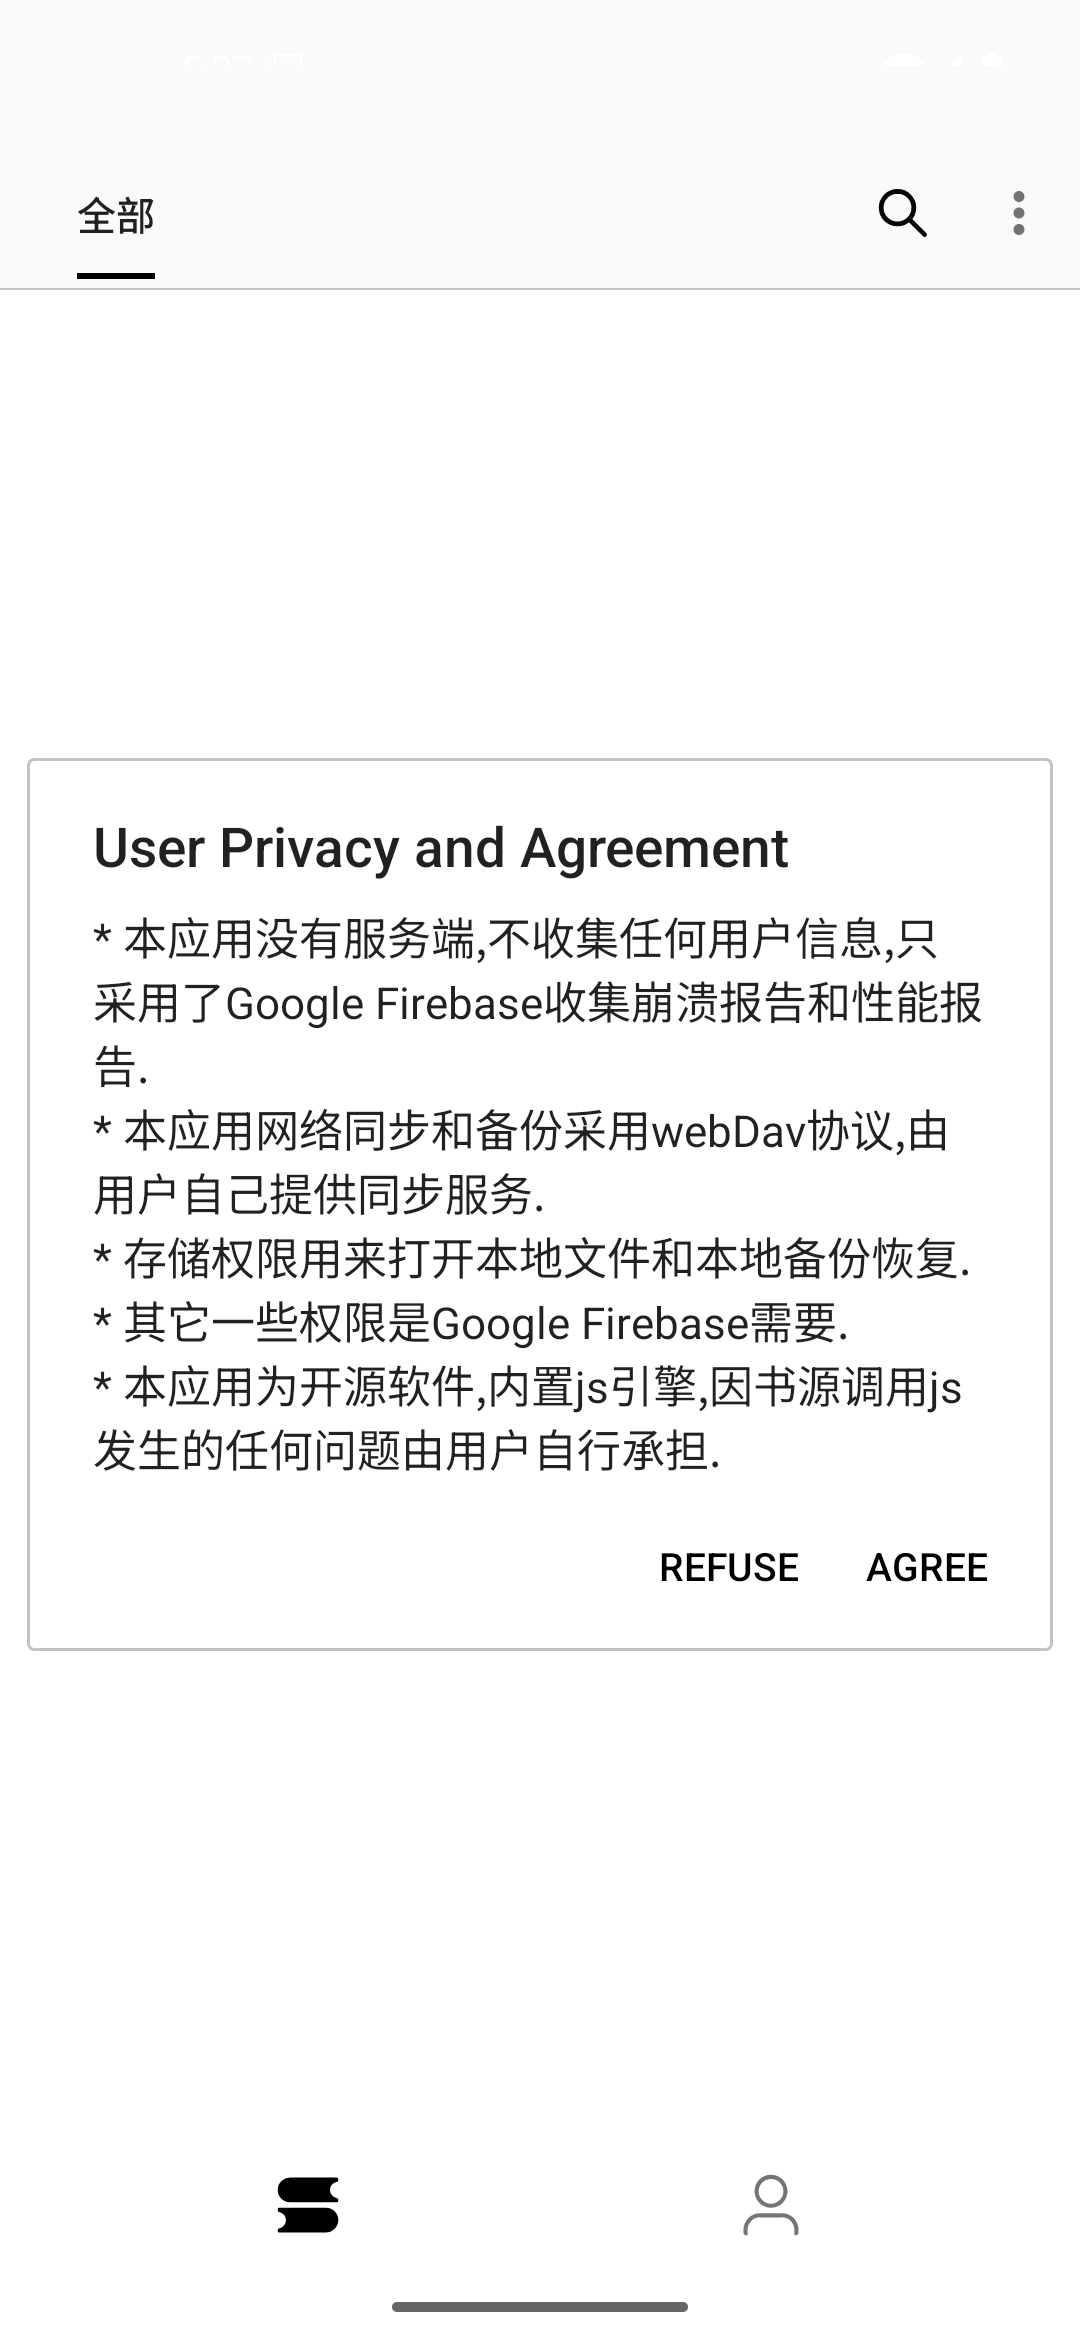 全部
User Privacy and Agreement
* 本应用没有服务端,不收集任何用户信息,只
采用了Google Firebase收集崩溃报告和性能报
告.
* 本应用网络同步和备份采用webDav协议,由
用户自己提供同步服务.
* 存储权限用来打开本地文件和本地备份恢复.
* 其它一些权限是Google Firebase需要.
* 本应用为开源软件,内置js引擎,因书源调用js
发生的任何问题由用户自行承担.
REFUSE AGREE